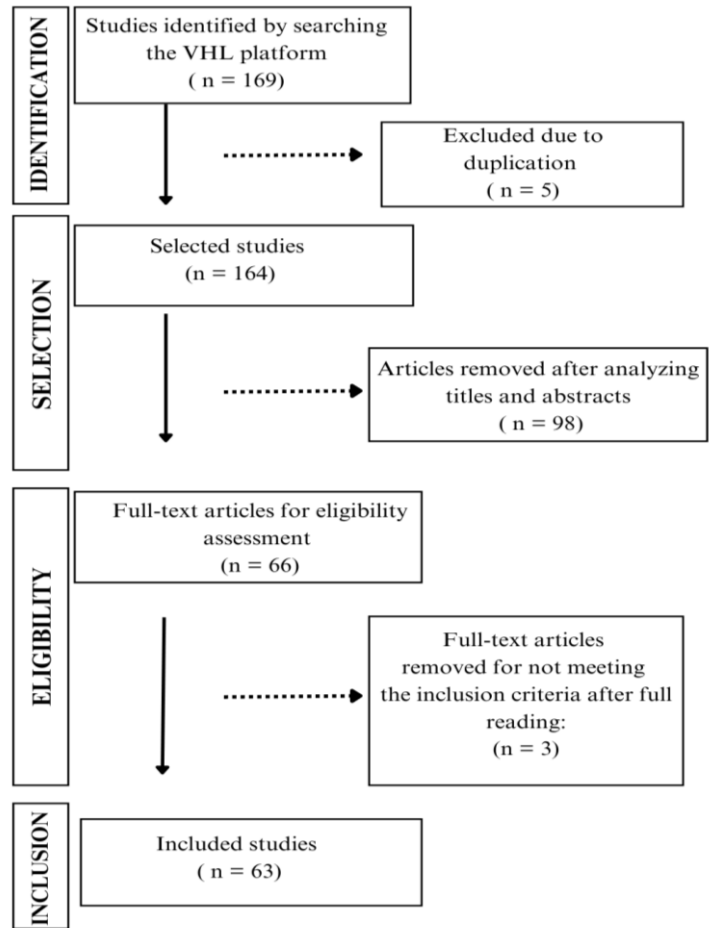 IDENTIFICATION
Studies identified by searching
the VHL platform
( n = 169)
Excluded due to
duplication
( n = 5)
SELECTION
Selected studies
(n = 164)
Articles removed after analyzing
titles and abstracts
( n = 98)
ELIGIBILITY
Full-text articles for eligibility
assessment
(n = 66)
Full-text articles
removed for not meeting
the inclusion criteria after full
reading:
(n = 3)
INCLUSION
Included studies
( n = 63)